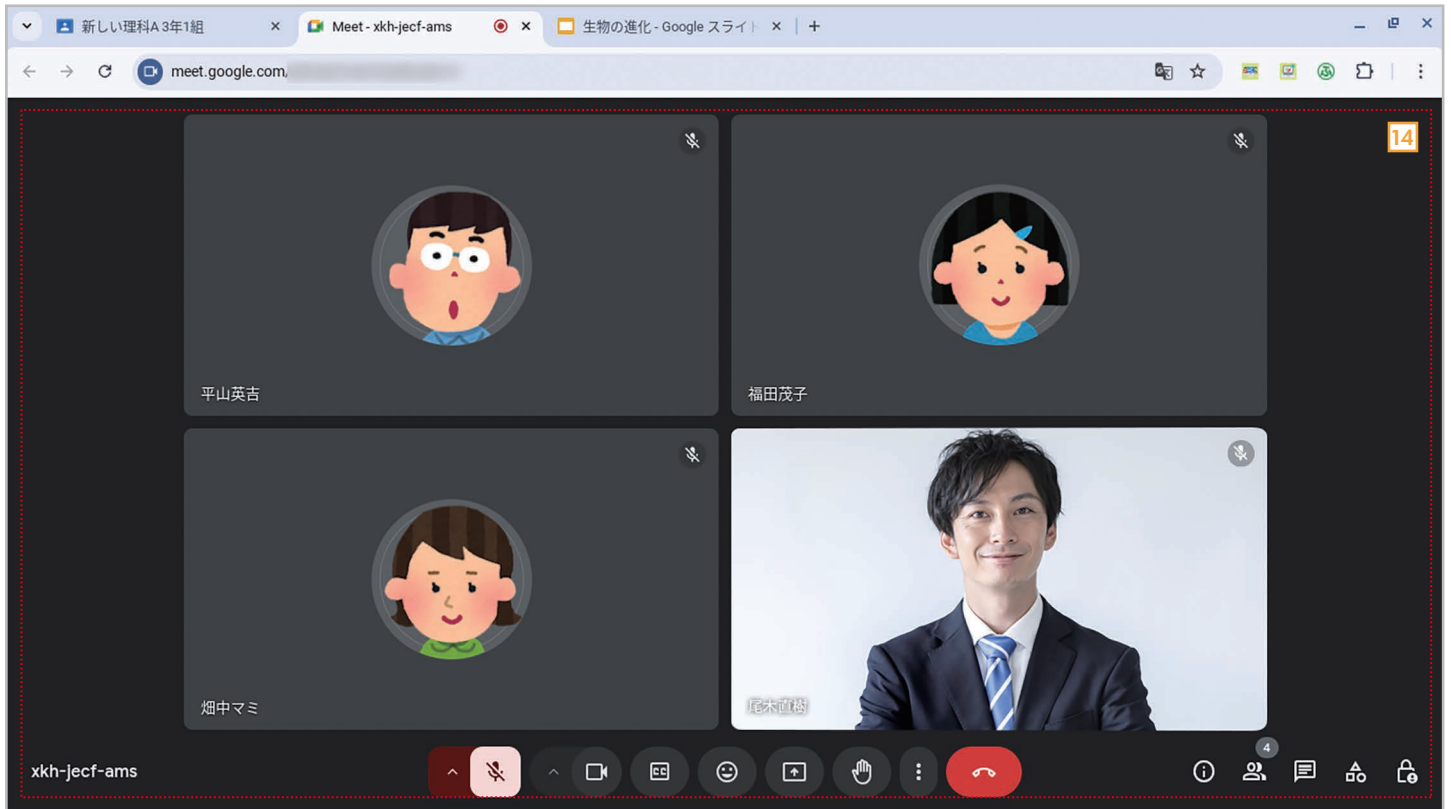 新しい理科A 3年1組
Meet - xkh-jecf-ams
生物の進化 - Google スライド
meet.google.com/
14
平山英吉
福田茂子
畑中マミ
尾木直樹
xkh-jecf-ams
CC
4